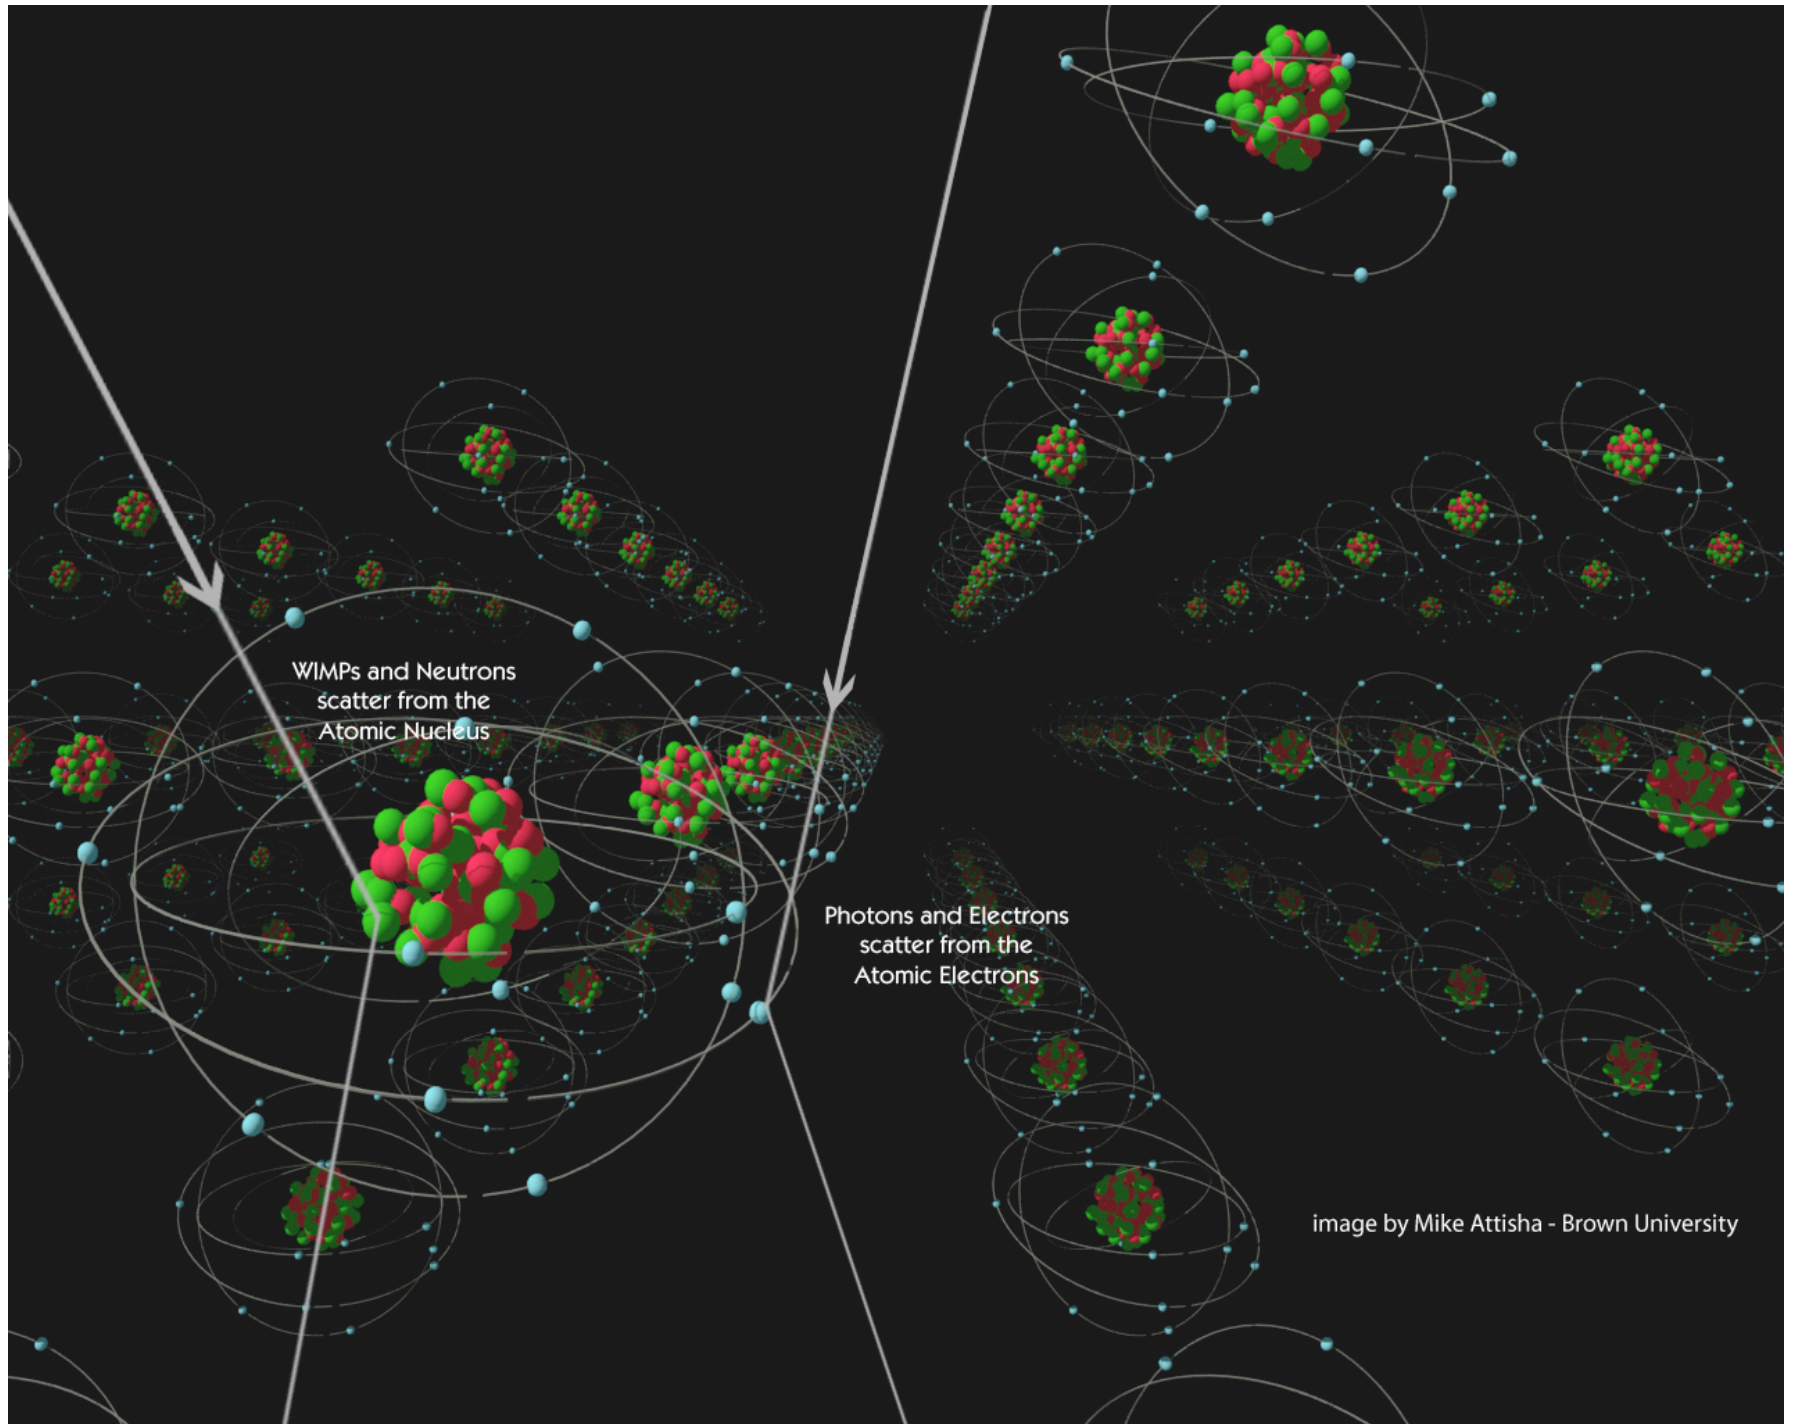 WIMPs and Neutrons
scatter from the
Atomic Nucleus
Photons and Electrons
scatter from the
Atomic Electrons
image by Mike Attisha - Brown University